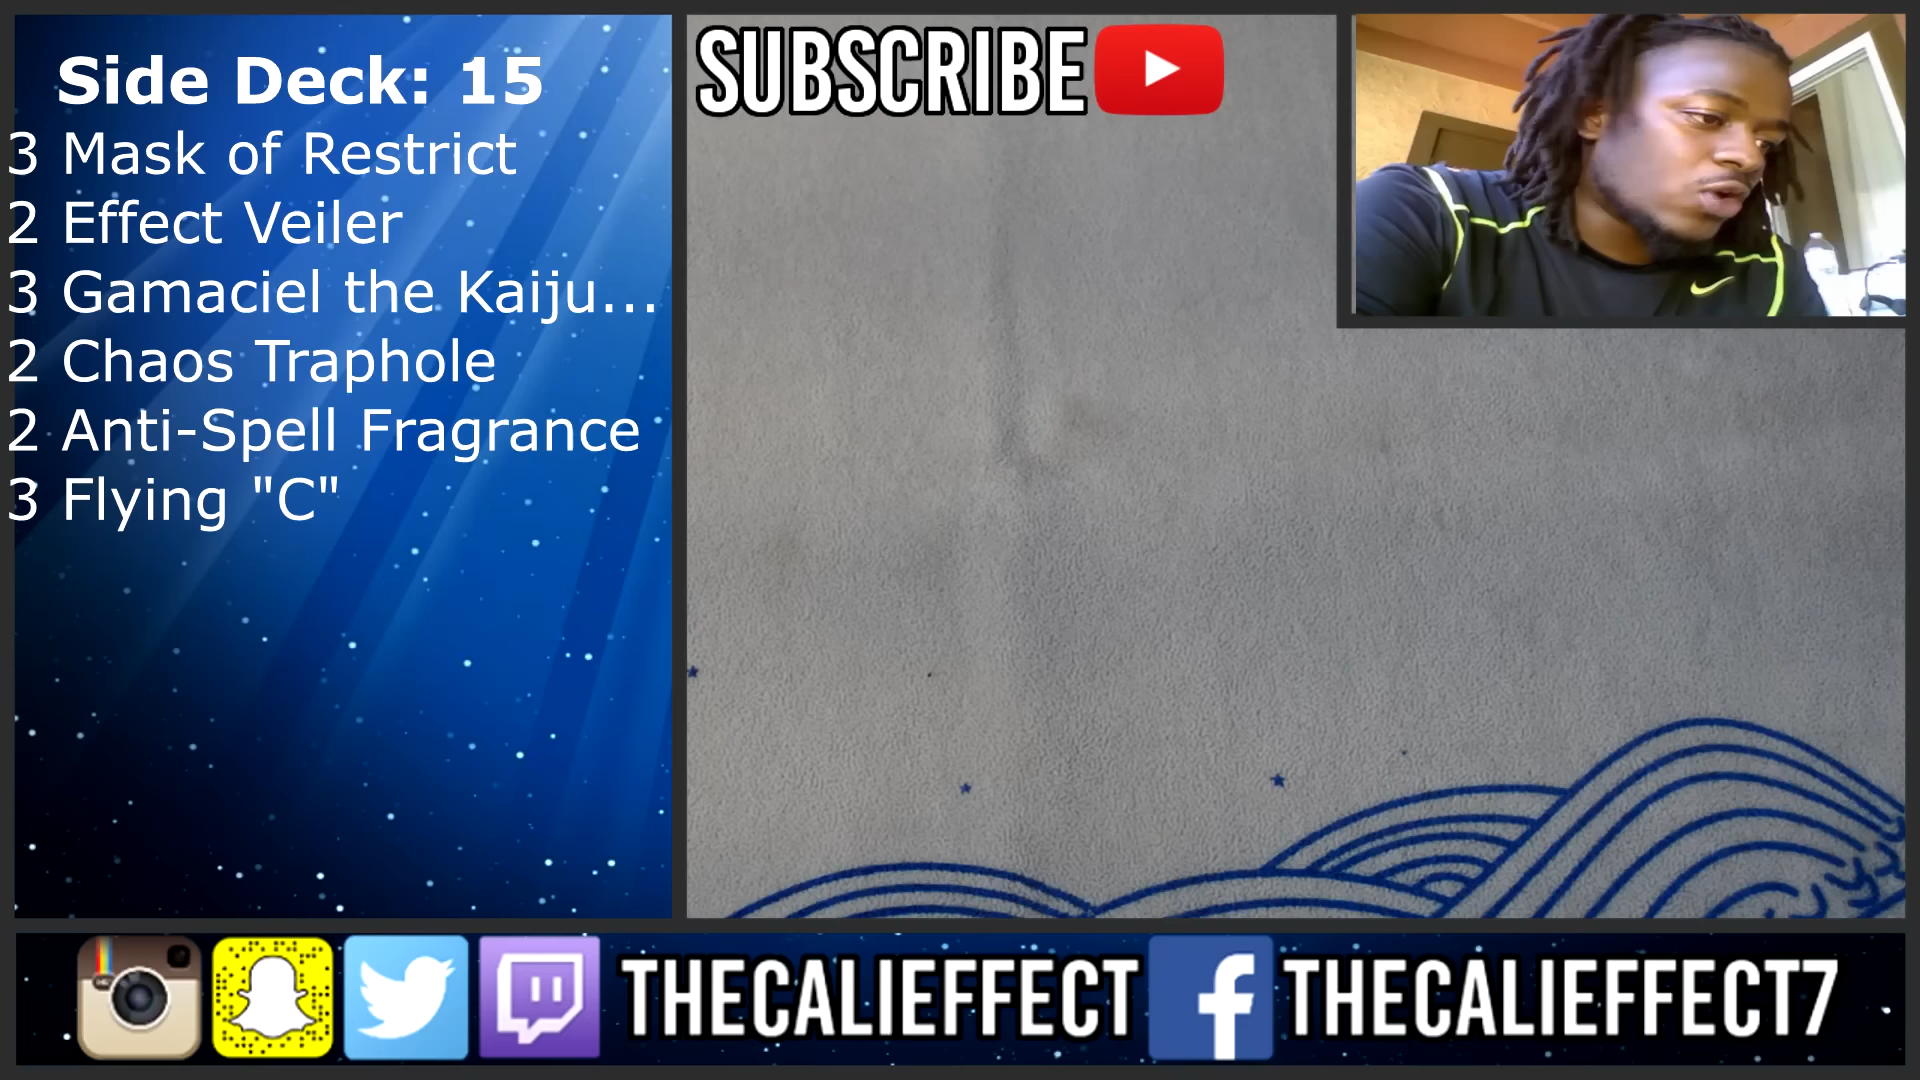 Side Deck: 15
3 Mask of Restrict
2 Effect Veiler
3 Gamaciel the Kaiju...
2 Chaos Traphole
2 Anti-Spell Fragrance
3 Flying "C"
SUBSCRIBE
THECALIEFFECT
THECALIEFFECT7